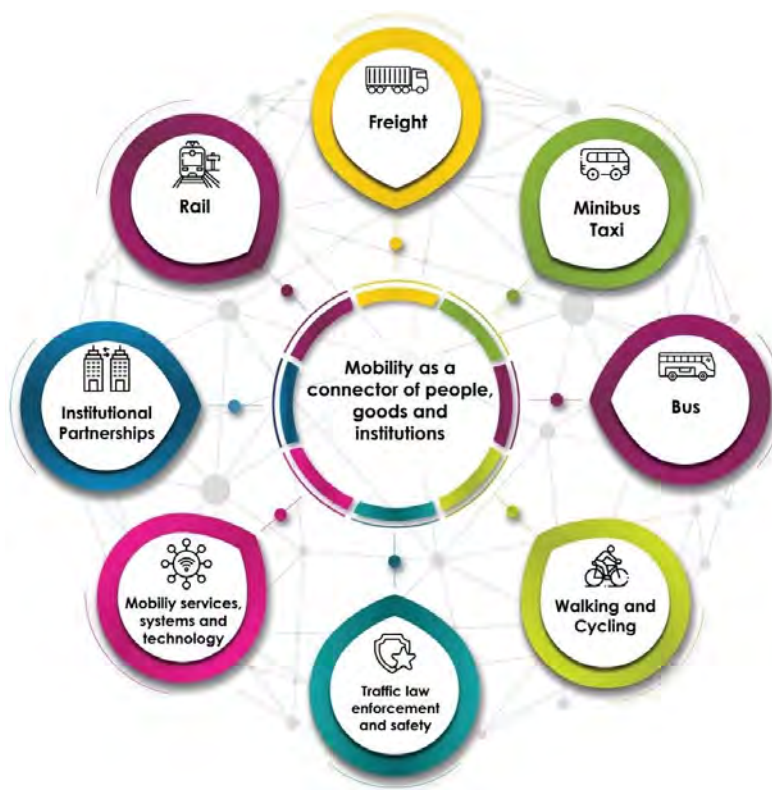 Freight
Minibus
Taxi
Bus
Walking and
Cycling
Traffic law
enforcement
and safety
Mobiliy services,
systems and
technology
Institutional
Partnerships
Rail
Mobility as a
connector of people,
goods and
institutions